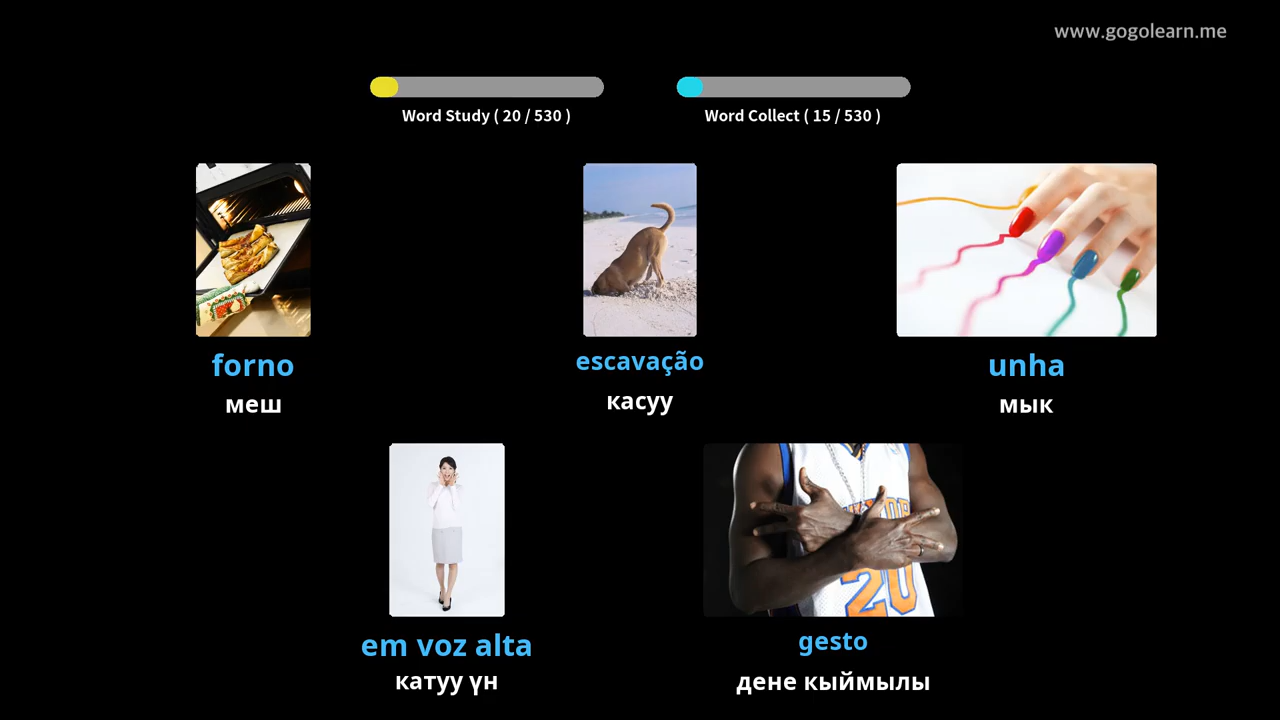 www.gogolearn.me
Word Study ( 20 / 530 )
Word Collect ( 15 / 530 )
forno
меш
escavação
касуу
unha
мык
em voz alta
катуу үн
gesto
дене кыймылы
20